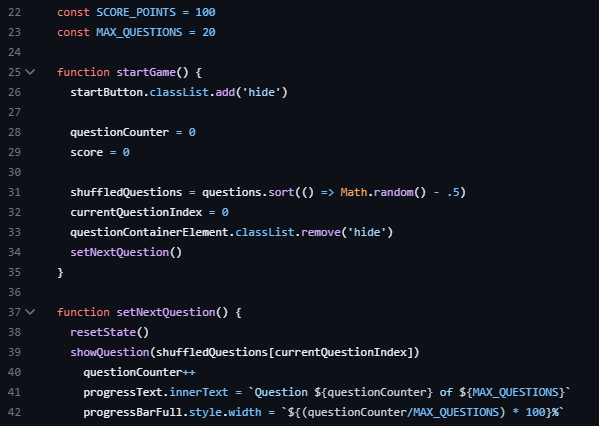 22 const SCORE_POINTS = 100
23 const MAX_QUESTIONS = 20
24
25 function startGame() {
26 startButton.classList.add('hide')
27
28 questionCounter = 0
29 score = 0
30
31 shuffledQuestions = questions.sort(() => Math.random() - .5)
32 currentQuestionIndex = 0
33 questionContainerElement.classList.remove('hide')
34 setNextQuestion()
35 }
36
37 function setNextQuestion() {
38 resetState()
39 showQuestion(shuffledQuestions[currentQuestionIndex])
40 questionCounter++
41 progressText.innerText = `Question ${questionCounter} of ${MAX_QUESTIONS}`
42 progressBarFull.style.width = `${(questionCounter/MAX_QUESTIONS) * 100}%`